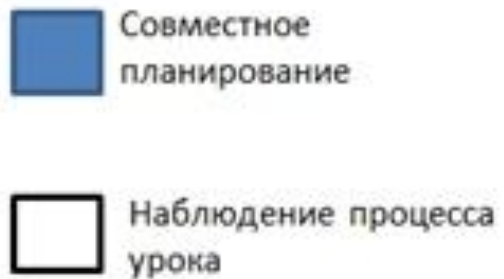 Совместное
планирование
Наблюдение процесса
урока